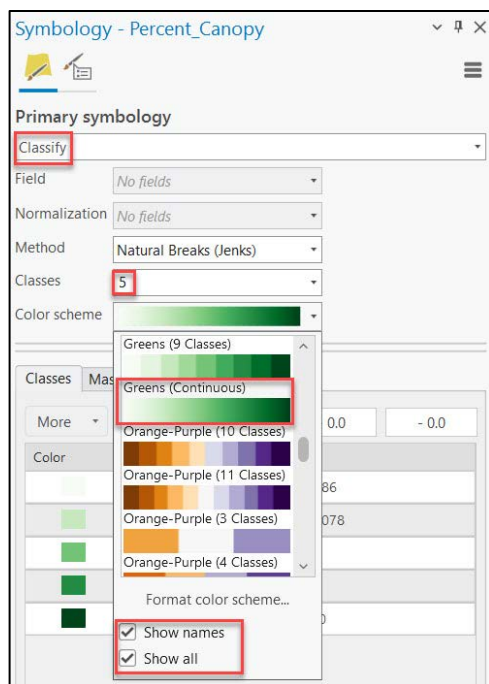 Symbology - Percent_Canopy
Primary symbology
Classify
Field No fields
Normalization No fields
Method Natural Breaks (Jenks)
Classes 5
Color scheme
Greens (9 Classes)
Classes
Greens (Continuous)
More 0.0 - 0.0
Orange-Purple (10 Classes)
Color
Orange-Purple (11 Classes)
86
078
Orange-Purple (3 Classes)
Orange-Purple (4 Classes)
Format color scheme...
Show names
Show all